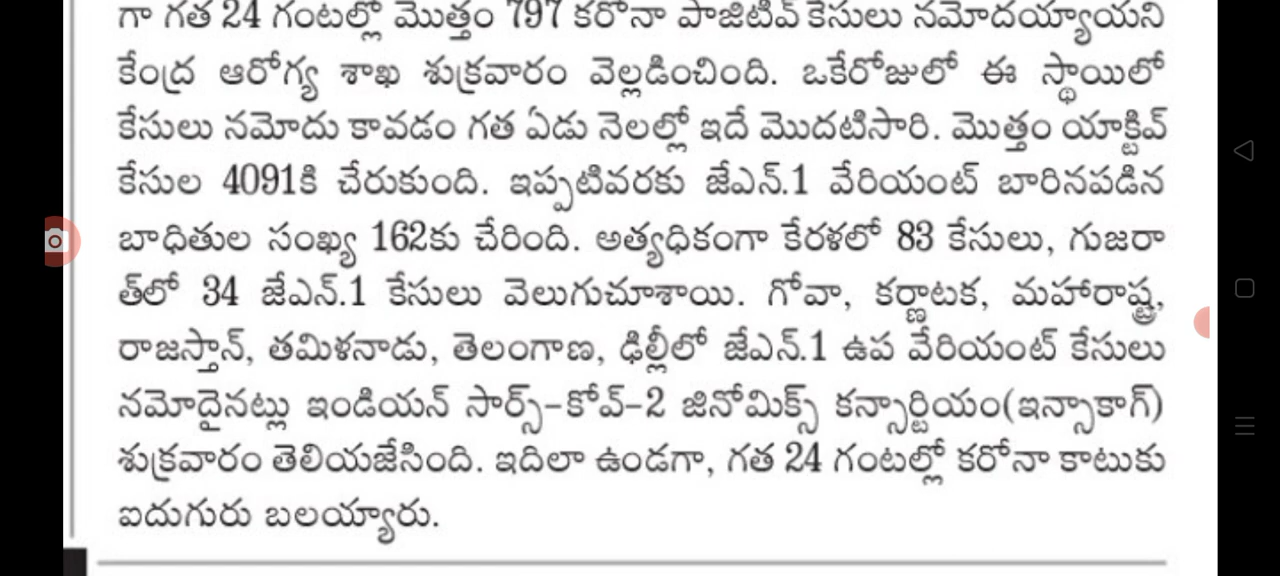 గా గత 24 గంటల్లో మొత్తం 797 కరోనా పాజిటివ్ కేసులు నమోదయ్యాయని
కేంద్ర ఆరోగ్య శాఖ శుక్రవారం వెల్లడించింది. ఒకేరోజులో ఈ స్థాయిలో
కేసులు నమోదు కావడం గత ఏడు నెలల్లో ఇదే మొదటిసారి. మొత్తం యాక్టివ్
కేసుల 4091కి చేరుకుంది. ఇప్పటివరకు జేఎన్.1 వేరియంట్ బారినపడిన
బాధితుల సంఖ్య 162కు చేరింది. అత్యధికంగా కేరళలో 83 కేసులు, గుజరా
త్‌లో 34 జేఎన్.1 కేసులు వెలుగుచూశాయి. గోవా, కర్ణాటక, మహారాష్ట్ర,
రాజస్తాన్, తమిళనాడు, తెలంగాణ, ఢిల్లీలో జేఎన్.1 ఉప వేరియంట్ కేసులు
నమోదైనట్లు ఇండియన్ సార్స్-కోవ్-2 జినోమిక్స్ కన్సార్టియం(ఇన్సాకాగ్)
శుక్రవారం తెలియజేసింది. ఇదిలా ఉండగా, గత 24 గంటల్లో కరోనా కాటుకు
ఐదుగురు బలయ్యారు.